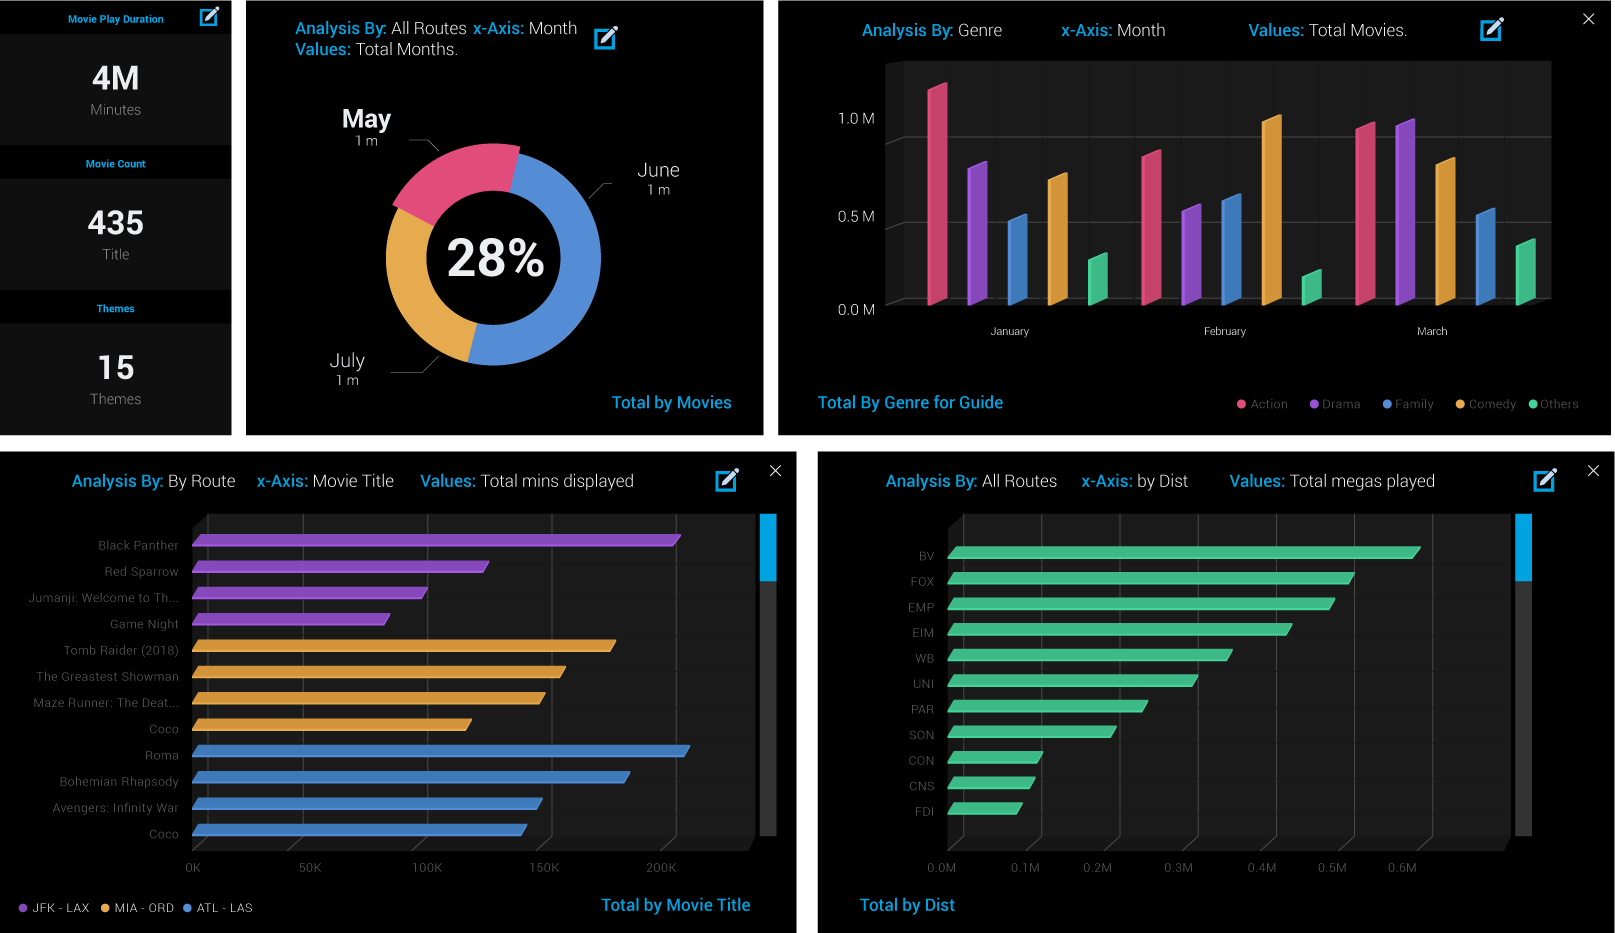 Movie Play Duration
4M
Minutes
Movie Count
435
Title
Themes
15
Themes
Analysis By: All Routes x-Axis: Month
Values: Total Months.
May
1 m
June
1 m
28%
July
1 m
Total by Movies
Analysis By: Genre x-Axis: Month Values: Total Movies.
1.0 M
0.5 M
0.0 M
January February March
Total By Genre for Guide
Action Drama Family Comedy Others
Analysis By: By Route x-Axis: Movie Title Values: Total mins displayed
Black Panther
Red Sparrow
Jumanji: Welcome to Th...
Game Night
Tomb Raider (2018)
The Greastest Showman
Maze Runner: The Deat...
Coco
Roma
Bohemian Rhapsody
Avengers: Infinity War
Coco
0K 50K 100K 150K 200K
JFK - LAX MIA - ORD ATL - LAS
Total by Movie Title
Analysis By: All Routes x-Axis: by Dist Values: Total megas played
BV
FOX
EMP
EIM
WB
UNI
PAR
SON
CON
CNS
FDI
0.0M 0.1M 0.2M 0.3M 0.4M 0.5M 0.6M
Total by Dist